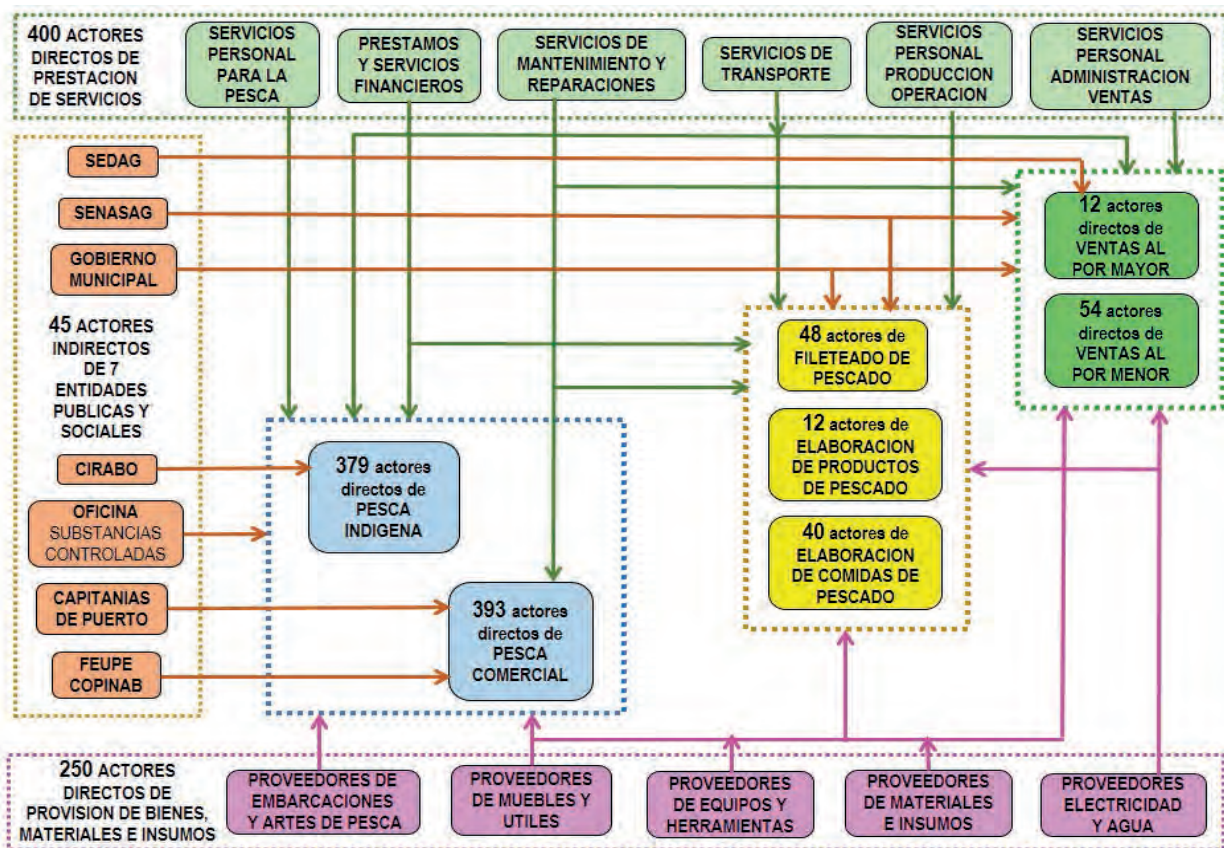 400 ACTORES
DIRECTOS DE
PRESTACION
DE SERVICIOS
SERVICIOS
PERSONAL
PARA LA
PESCA
PRESTAMOS
Y SERVICIOS
FINANCIEROS
SERVICIOS DE
MANTENIMIENTO Y
REPARACIONES
SERVICIOS DE
TRANSPORTE
SERVICIOS
PERSONAL
PRODUCCION
OPERACION
SERVICIOS
PERSONAL
ADMINISTRACION
VENTAS
SEDAG
SENASAG
GOBIERNO
MUNICIPAL
45 ACTORES
INDIRECTOS
DE 7
ENTIDADES
PUBLICAS Y
SOCIALES
CIRABO
OFICINA
SUBSTANCIAS
CONTROLADAS
CAPITANIAS
DE PUERTO
FEUPE
COPINAB
379 actores
directos de
PESCA
INDIGENA
393 actores
directos de
PESCA
COMERCIAL
48 actores de
FILETEADO DE
PESCADO
12 actores de
ELABORACION
DE PRODUCTOS
DE PESCADO
40 actores de
ELABORACION
DE COMIDAS DE
PESCADO
12 actores
directos de
VENTAS AL
POR MAYOR
54 actores
directos de
VENTAS AL
POR MENOR
250 ACTORES
DIRECTOS DE
PROVISION DE BIENES,
MATERIALES E INSUMOS
PROVEEDORES DE
EMBARCACIONES
Y ARTES DE PESCA
PROVEEDORES
DE MUEBLES Y
UTILES
PROVEEDORES
DE EQUIPOS Y
HERRAMIENTAS
PROVEEDORES
DE MATERIALES
E INSUMOS
PROVEEDORES
ELECTRICIDAD
Y AGUA